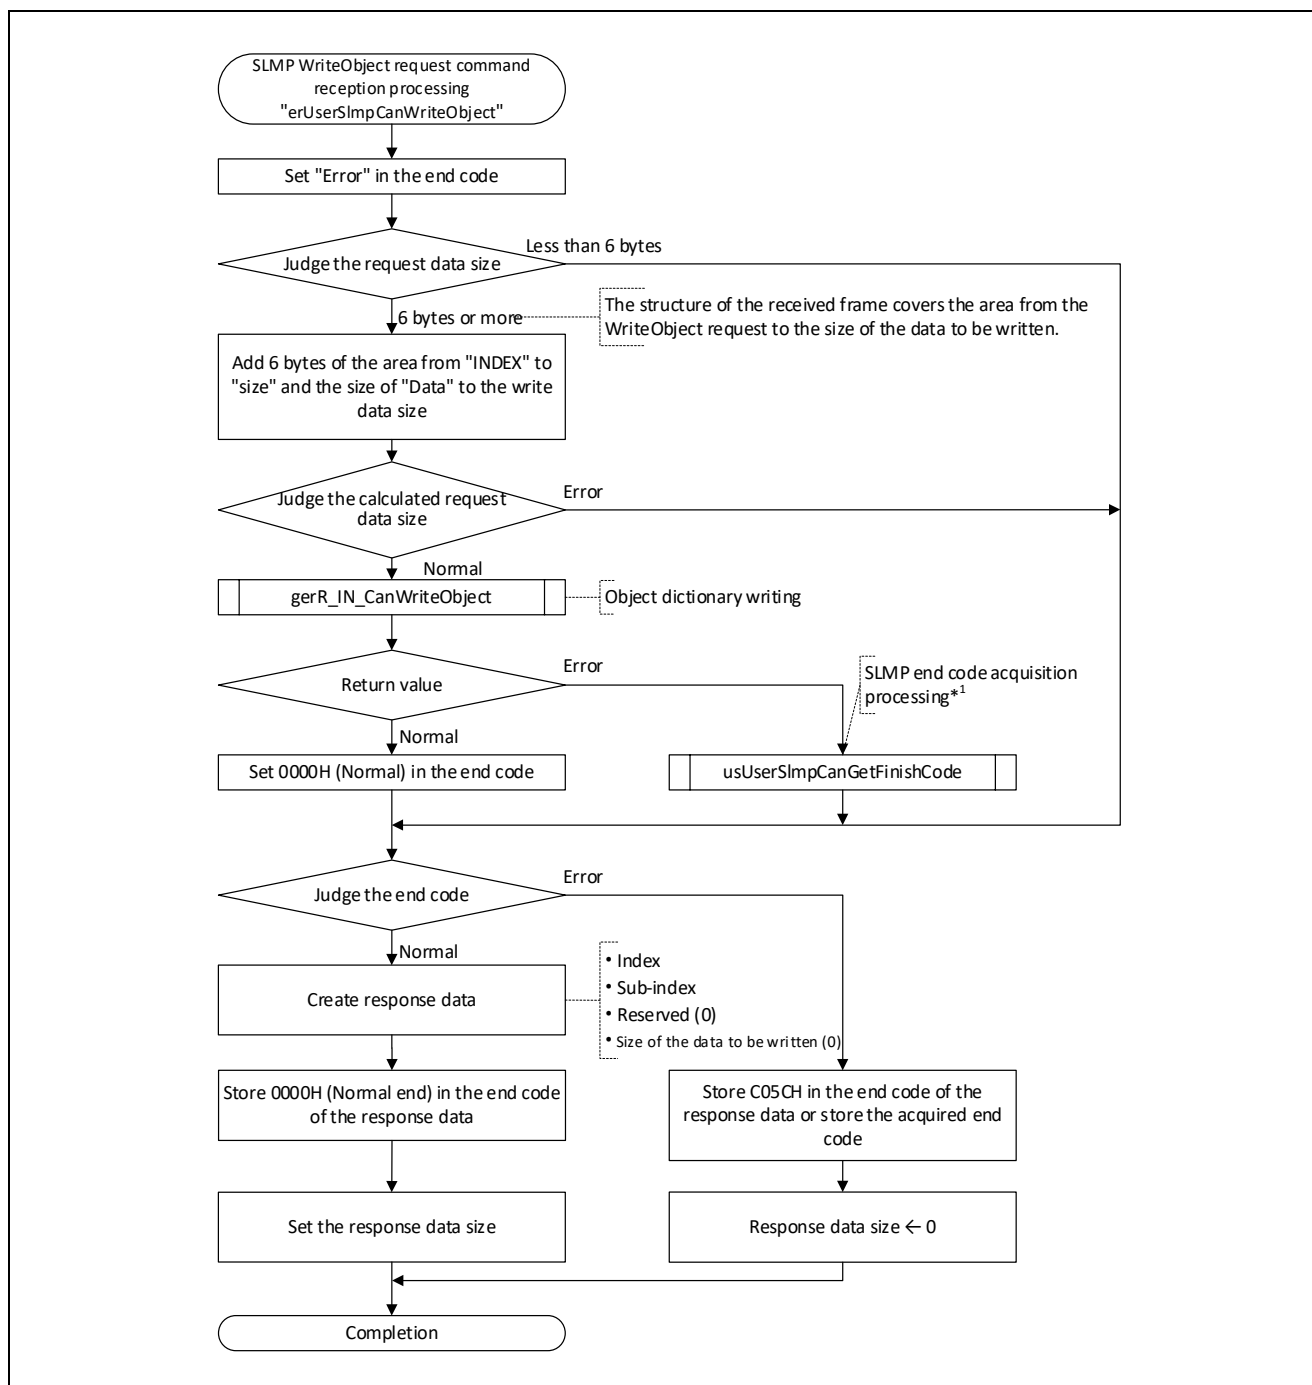 SLMP WriteObject request command
reception processing
"erUserSlmpCanWriteObject"
Set "Error" in the end code
Less than 6 bytes
Judge the request data size
6 bytes or more
The structure of the received frame covers the area from the
WriteObject request to the size of the data to be written.
Add 6 bytes of the area from "INDEX" to
"size" and the size of "Data" to the write
data size
Error
Judge the calculated request
data size
Normal
gerR_IN_CanWriteObject
Object dictionary writing
Error
Return value
SLMP end code acquisition
processing*1
Normal
Set 0000H (Normal) in the end code
usUserSlmpCanGetFinishCode
Error
Judge the end code
Normal
Create response data
• Index
• Sub-index
• Reserved (0)
• Size of the data to be written (0)
Store 0000H (Normal end) in the end code
of the response data
Store C05CH in the end code of the
response data or store the acquired end
code
Set the response data size
Response data size ← 0
Completion